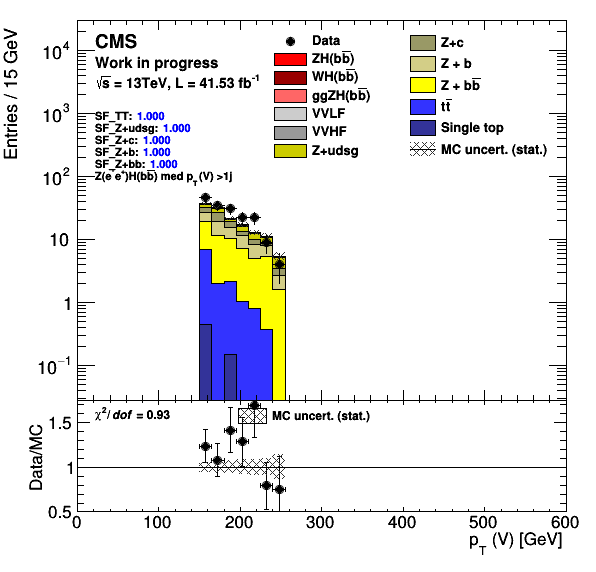 CMS
Work in progress
√s = 13TeV, L = 41.53 fb⁻¹
SF_TT: 1.000
SF_Z+udsg: 1.000
SF_Z+c: 1.000
SF_Z+b: 1.000
SF_Z+bb: 1.000
Z(e⁻e⁺)H(bb̅) med p_T(V) >1j
Data
ZH(bb̅)
WH(bb̅)
ggZH(bb̅)
VVLF
VVHF
Z+udsg
Z+c
Z + b
Z + bb̅
tt̅
Single top
MC uncert. (stat.)
Entries / 15 GeV
10⁴
10³
10²
10
1
10⁻¹
χ²/dof = 0.93
MC uncert. (stat.)
Data/MC
1.5
1
0.5
0 100 200 300 400 500 600
p_T (V) [GeV]